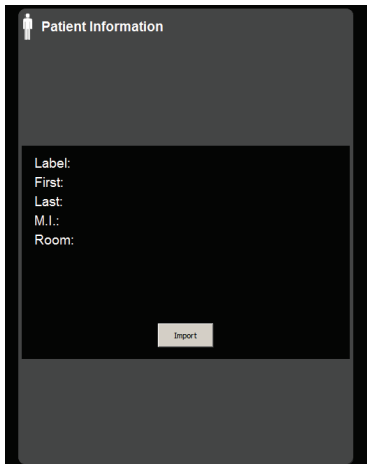 Patient Information
Label:
First:
Last:
M.I.:
Room:
Import